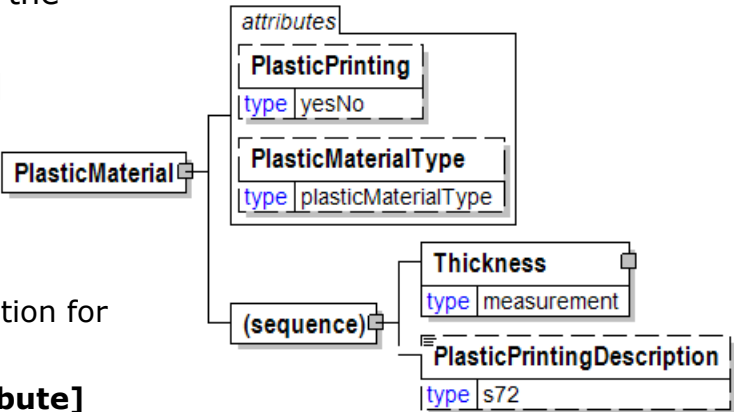 the
attributes
PlasticPrinting
type yesNo
PlasticMaterialType
type plasticMaterialType
PlasticMaterial
Thickness
type measurement
tion for
(sequence)
PlasticPrintingDescription
type s72
bute]